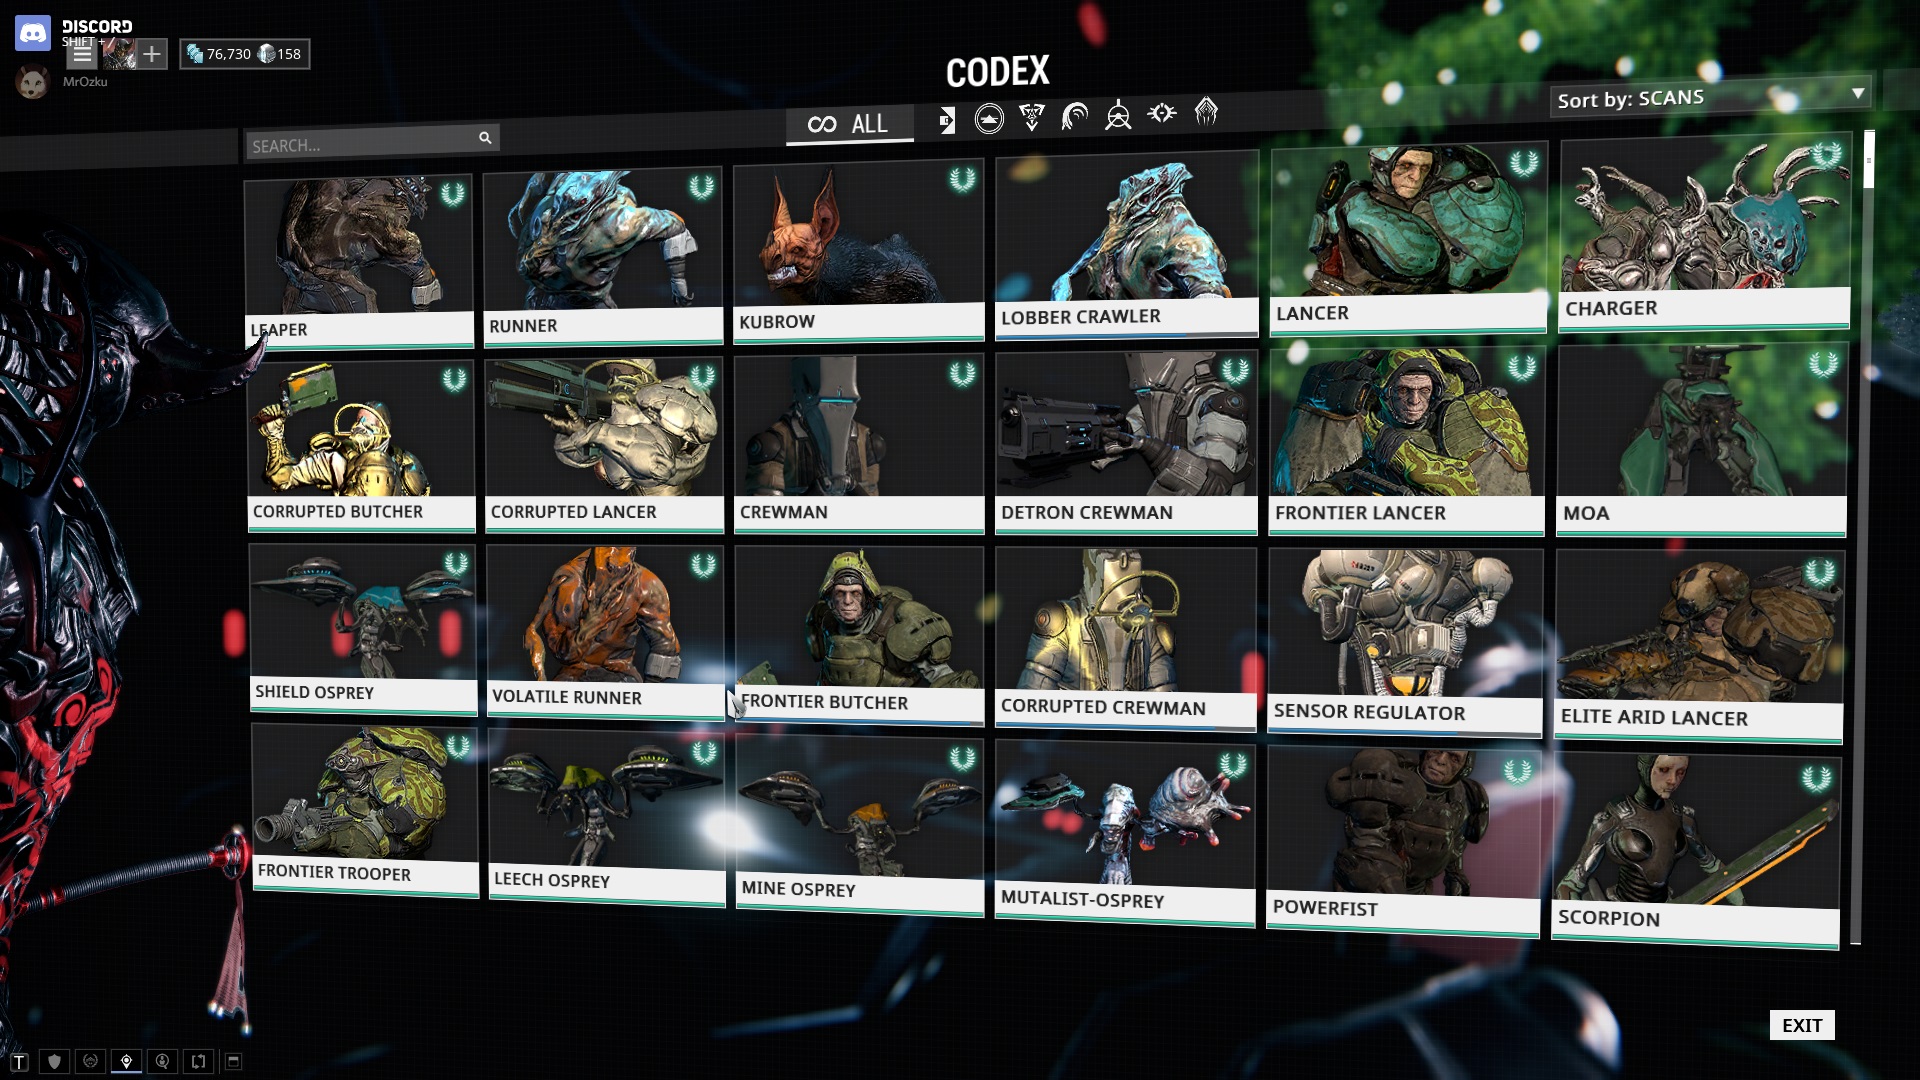 DISCORD
SHIFT +
76,730
158
MrOzku
CODEX
SEARCH...
ALL
Sort by: SCANS
LEAPER
RUNNER
KUBROW
LOBBER CRAWLER
LANCER
CHARGER
CORRUPTED BUTCHER
CORRUPTED LANCER
CREWMAN
DETRON CREWMAN
FRONTIER LANCER
MOA
SHIELD OSPREY
VOLATILE RUNNER
FRONTIER BUTCHER
CORRUPTED CREWMAN
SENSOR REGULATOR
ELITE ARID LANCER
FRONTIER TROOPER
LEECH OSPREY
MINE OSPREY
MUTALIST-OSPREY
POWERFIST
SCORPION
EXIT
T